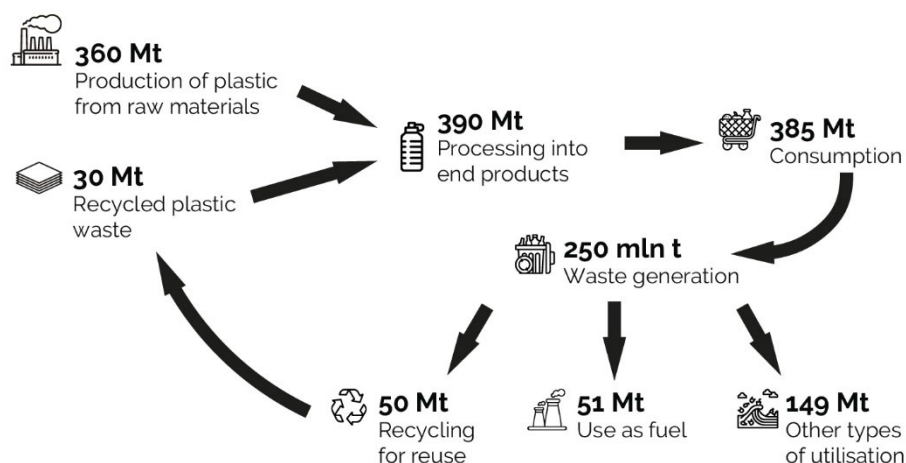 360 Mt
Production of plastic
from raw materials
390 Mt
Processing into
end products
385 Mt
Consumption
30 Mt
Recycled plastic
waste
250 mln t
Waste generation
50 Mt
Recycling
for reuse
51 Mt
Use as fuel
149 Mt
Other types
of utilisation